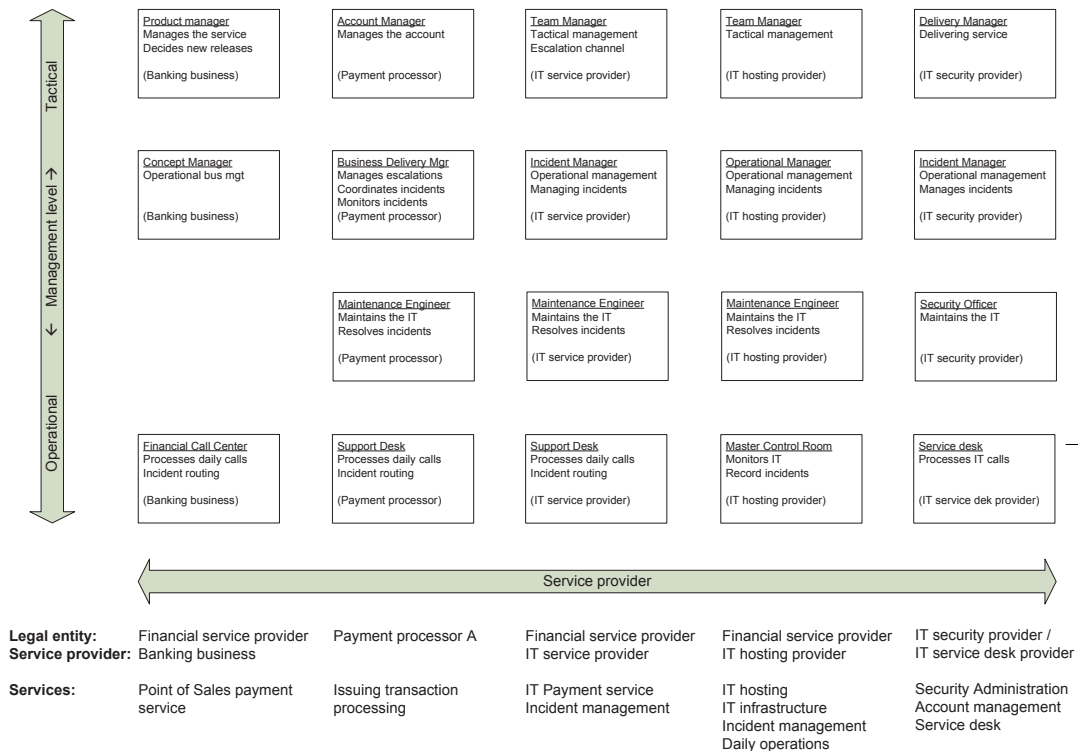 Tactical
← Management level →
Operational
Product manager
Manages the service
Decides new releases
(Banking business)
Account Manager
Manages the account
(Payment processor)
Team Manager
Tactical management
Escalation channel
(IT service provider)
Team Manager
Tactical management
(IT hosting provider)
Delivery Manager
Delivering service
(IT security provider)
Concept Manager
Operational bus mgt
(Banking business)
Business Delivery Mgr
Manages escalations
Coordinates incidents
Monitors incidents
(Payment processor)
Incident Manager
Operational management
Managing incidents
(IT service provider)
Operational Manager
Operational management
Managing incidents
(IT hosting provider)
Incident Manager
Operational management
Manages incidents
(IT security provider)
Maintenance Engineer
Maintains the IT
Resolves incidents
(Payment processor)
Maintenance Engineer
Maintains the IT
Resolves incidents
(IT service provider)
Maintenance Engineer
Maintains the IT
Resolves incidents
(IT hosting provider)
Security Officer
Maintains the IT
(IT security provider)
Financial Call Center
Processes daily calls
Incident routing
(Banking business)
Support Desk
Processes daily calls
Incident routing
(Payment processor)
Support Desk
Processes daily calls
Incident routing
(IT service provider)
Master Control Room
Monitors IT
Record incidents
(IT hosting provider)
Service desk
Processes IT calls
(IT service dek provider)
Service provider
Legal entity: Financial service provider Payment processor A Financial service provider Financial service provider IT security provider /
Service provider: Banking business IT service provider IT hosting provider IT service desk provider
Services: Point of Sales payment Issuing transaction IT Payment service IT hosting Security Administration
service processing Incident management IT infrastructure Account management
Incident management Service desk
Daily operations